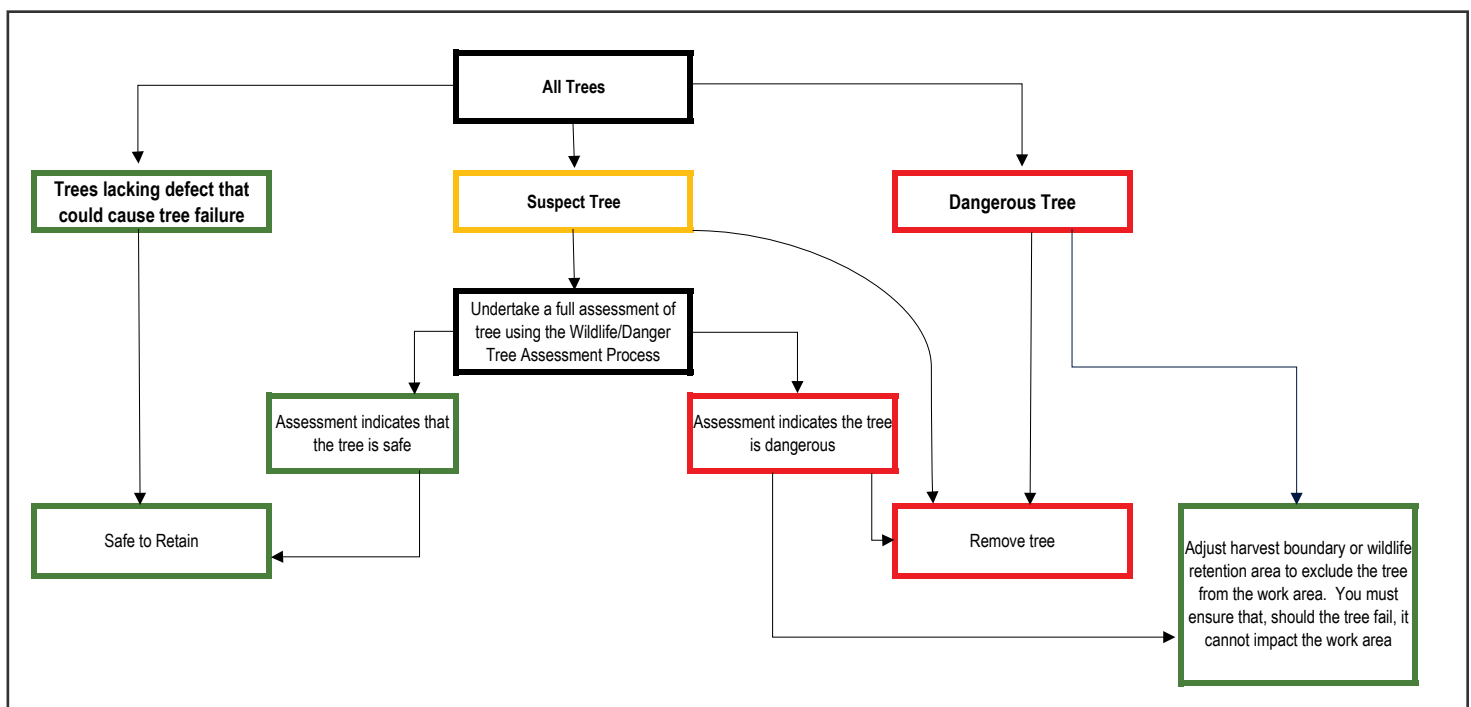 All Trees
Trees lacking defect that
could cause tree failure
Suspect Tree
Dangerous Tree
Undertake a full assessment of
tree using the Wildlife/Danger
Tree Assessment Process
Assessment indicates that
the tree is safe
Assessment indicates the tree
is dangerous
Safe to Retain
Remove tree
Adjust harvest boundary or wildlife
retention area to exclude the tree
from the work area. You must
ensure that, should the tree fail, it
cannot impact the work area